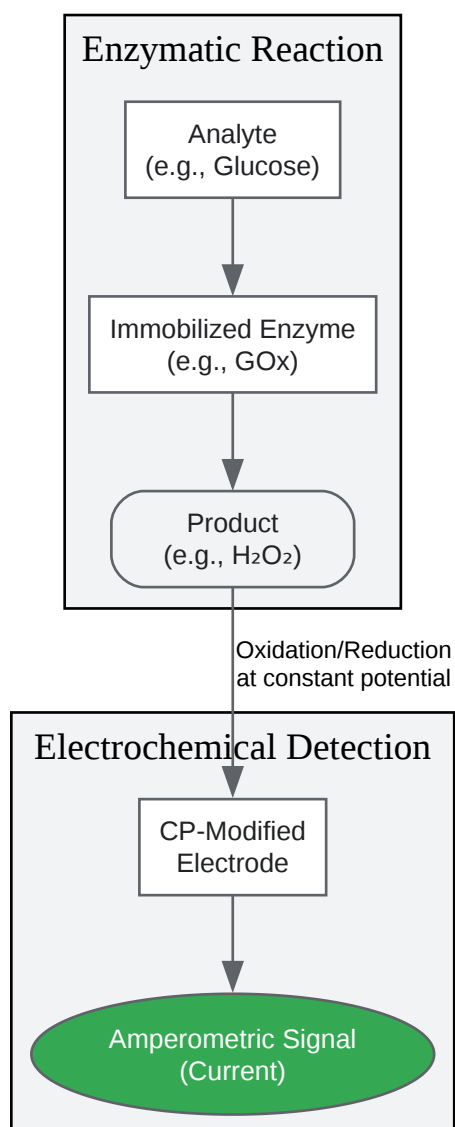 Enzymatic Reaction
Analyte
(e.g., Glucose)
Immobilized Enzyme
(e.g., GOx)
Product
(e.g., H₂O₂)
Oxidation/Reduction
at constant potential
Electrochemical Detection
CP-Modified
Electrode
Amperometric Signal
(Current)